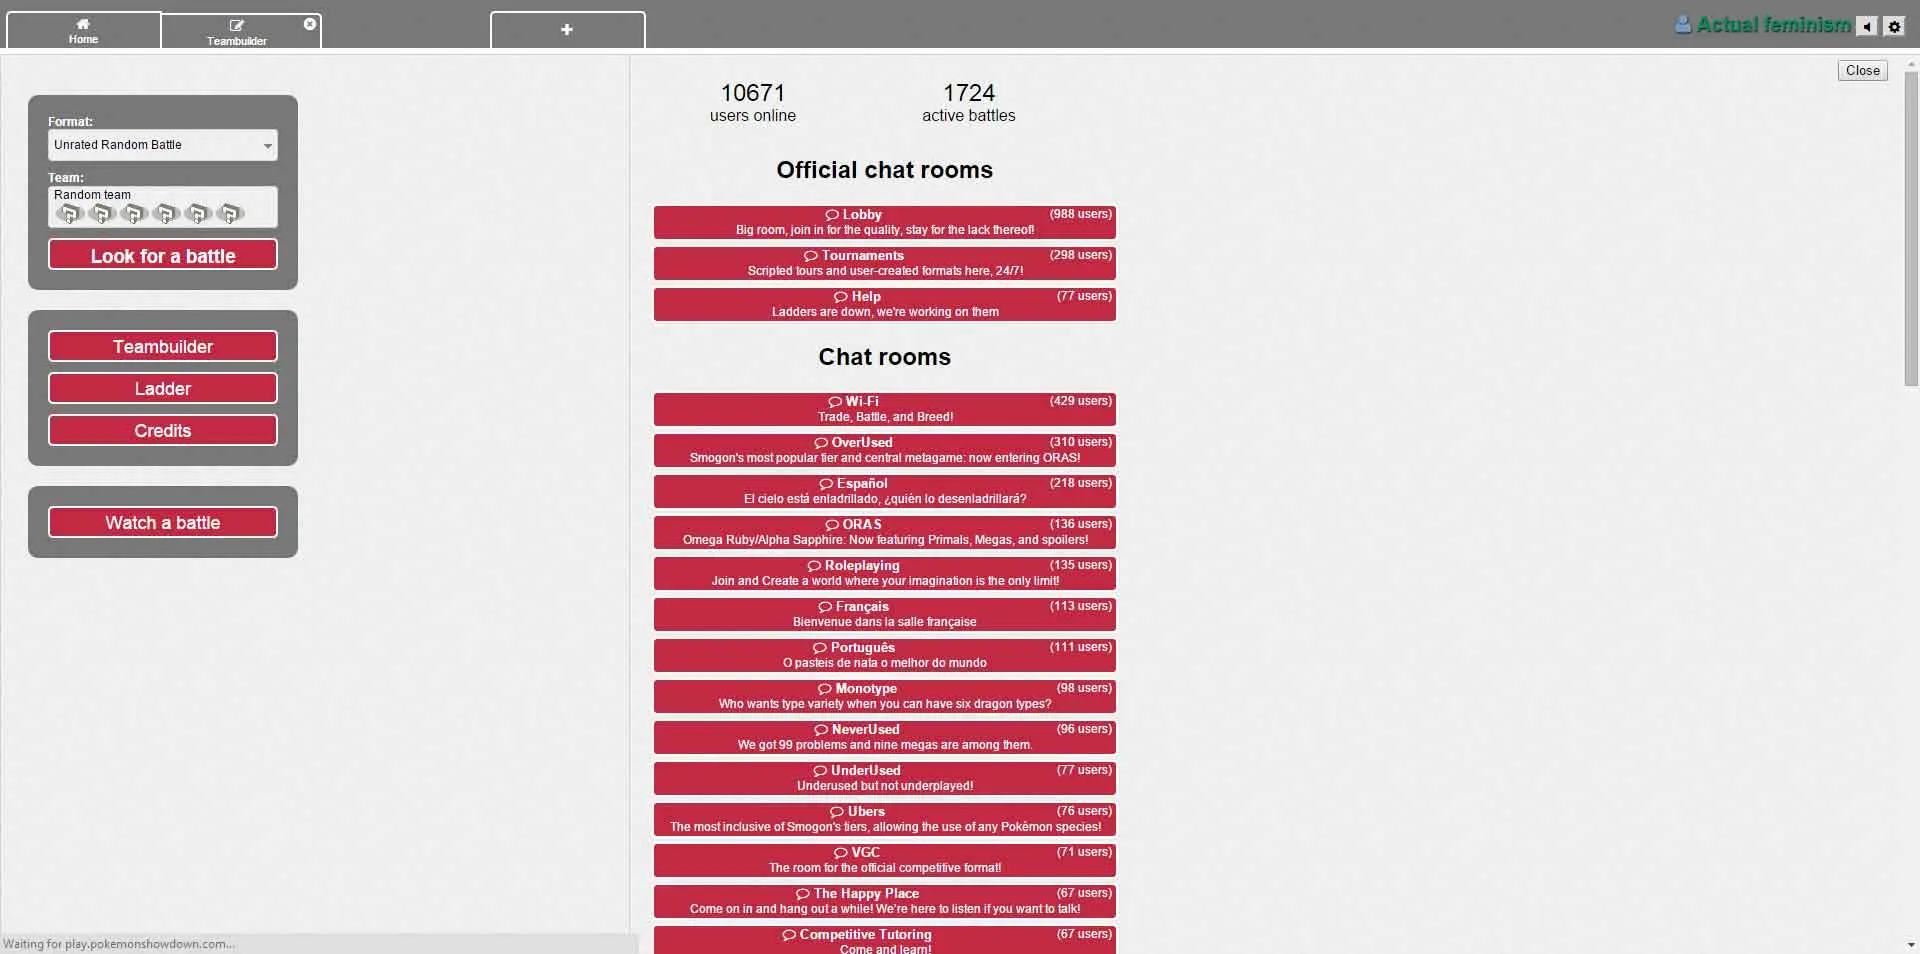 Home
Teambuilder
+
Actual feminism
Close
Format:
Unrated Random Battle
Team:
Random team
Look for a battle
Teambuilder
Ladder
Credits
Watch a battle
10671
users online
1724
active battles
Official chat rooms
Lobby (988 users)
Big room, join in for the quality, stay for the lack thereof!
Tournaments (298 users)
Scripted tours and user-created formats here, 24/7!
Help (77 users)
Ladders are down, we're working on them
Chat rooms
Wi-Fi (429 users)
Trade, Battle, and Breed!
OverUsed (310 users)
Smogon's most popular tier and central metagame: now entering ORAS!
Español (218 users)
El cielo está enladrillado, ¿quién lo desenladrillará?
ORAS (136 users)
Omega Ruby/Alpha Sapphire: Now featuring Primals, Megas, and spoilers!
Roleplaying (135 users)
Join and Create a world where your imagination is the only limit!
Français (113 users)
Bienvenue dans la salle française
Português (111 users)
O pasteis de nata o melhor do mundo
Monotype (98 users)
Who wants type variety when you can have six dragon types?
NeverUsed (96 users)
We got 99 problems and nine megas are among them.
UnderUsed (77 users)
Underused but not underplayed!
Ubers (76 users)
The most inclusive of Smogon's tiers, allowing the use of any Pokémon species!
VGC (71 users)
The room for the official competitive format!
The Happy Place (67 users)
Come on in and hang out a while! We're here to listen if you want to talk!
Competitive Tutoring (67 users)
Come and learn!
Waiting for play.pokemonshowdown.com...